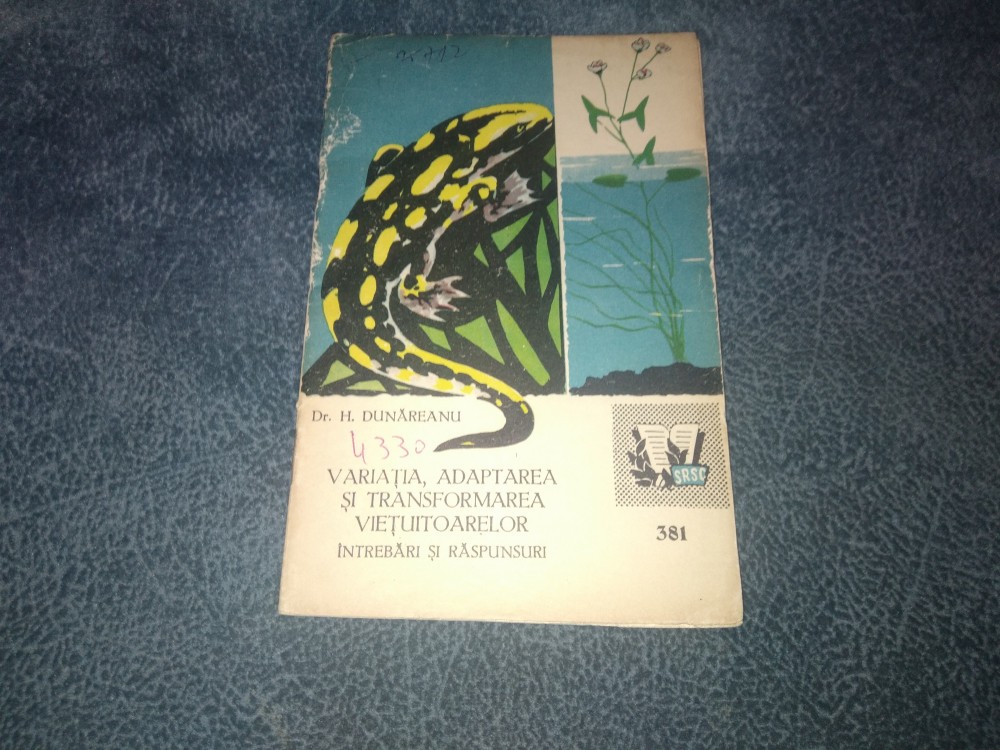 Dr. H. DUNĂREANU
4330
VARIAȚIA, ADAPTAREA
ȘI TRANSFORMAREA
VIEȚUITOARELOR
ÎNTREBĂRI ȘI RĂSPUNSURI
SRSC
381